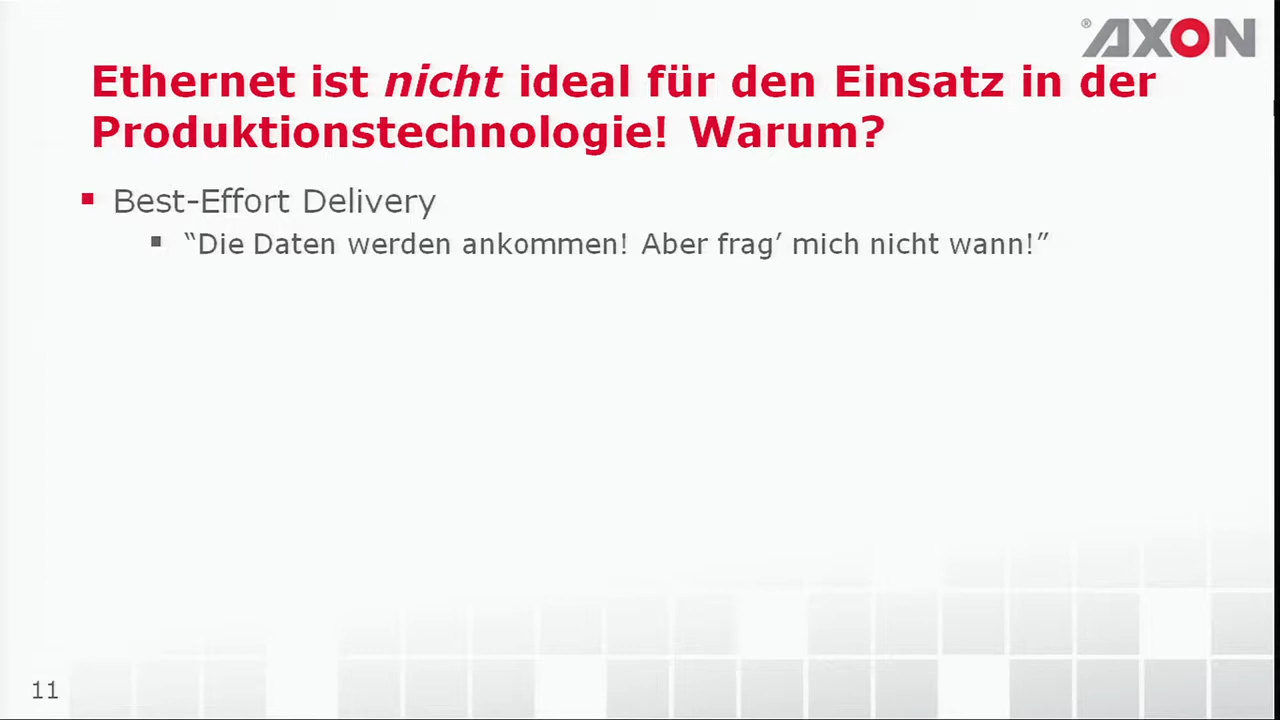 ® AXON
Ethernet ist nicht ideal für den Einsatz in der
Produktionstechnologie! Warum?
Best-Effort Delivery
“Die Daten werden ankommen! Aber frag’ mich nicht wann!”
11